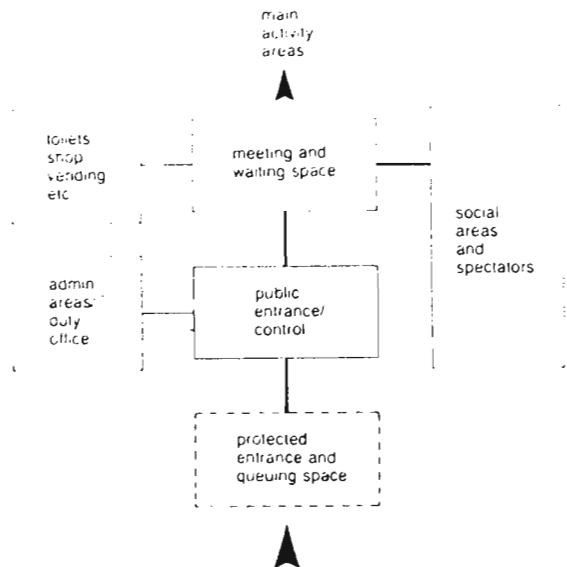 main
activity
areas
toilets
shop
vending
etc
meeting and
waiting space
social
areas
and
spectators
admin
areas/
duty
office
public
entrance/
control
protected
entrance and
queuing space